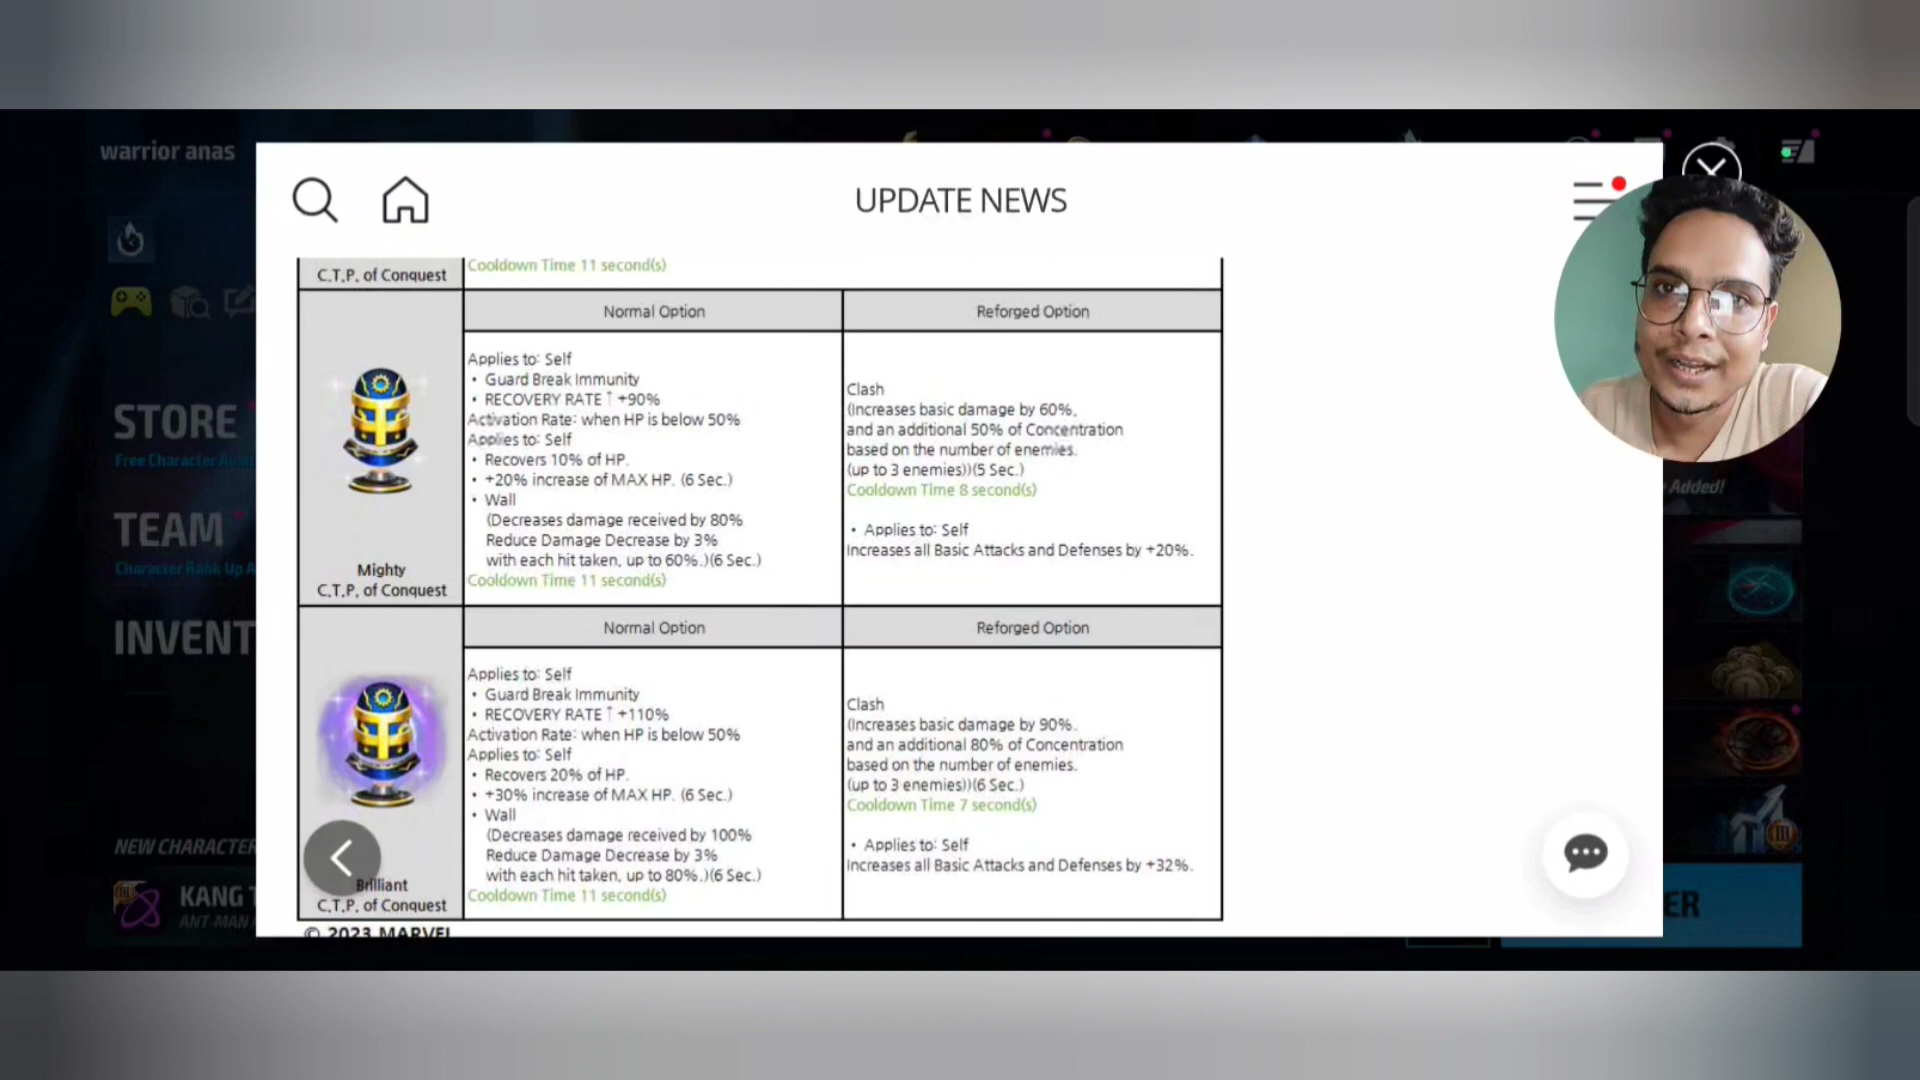 warrior anas
UPDATE NEWS
C.T.P. of Conquest
Cooldown Time 11 second(s)
Normal Option
Reforged Option
Applies to: Self
• Guard Break Immunity
• RECOVERY RATE ↑ +90%
Activation Rate: when HP is below 50%
Applies to: Self
• Recovers 10% of HP.
• +20% increase of MAX HP. (6 Sec.)
• Wall
(Decreases damage received by 80%
Reduce Damage Decrease by 3%
with each hit taken, up to 60%.)(6 Sec.)
Cooldown Time 11 second(s)
Clash
(Increases basic damage by 60%,
and an additional 50% of Concentration
based on the number of enemies.
(up to 3 enemies))(5 Sec.)
Cooldown Time 8 second(s)
• Applies to: Self
Increases all Basic Attacks and Defenses by +20%.
Mighty
C.T.P. of Conquest
Normal Option
Reforged Option
Applies to: Self
• Guard Break Immunity
• RECOVERY RATE ↑ +110%
Activation Rate: when HP is below 50%
Applies to: Self
• Recovers 20% of HP.
• +30% increase of MAX HP. (6 Sec.)
• Wall
(Decreases damage received by 100%
Reduce Damage Decrease by 3%
with each hit taken, up to 80%.)(6 Sec.)
Cooldown Time 11 second(s)
Clash
(Increases basic damage by 90%.
and an additional 80% of Concentration
based on the number of enemies.
(up to 3 enemies))(6 Sec.)
Cooldown Time 7 second(s)
• Applies to: Self
Increases all Basic Attacks and Defenses by +32%.
Brilliant
C.T.P. of Conquest
© 2023 MARVEL
STORE
Free Character
TEAM
Character Rank Up A
INVENT
NEW CHARACTER
KANG T
ANT-MAN
Added!
ER